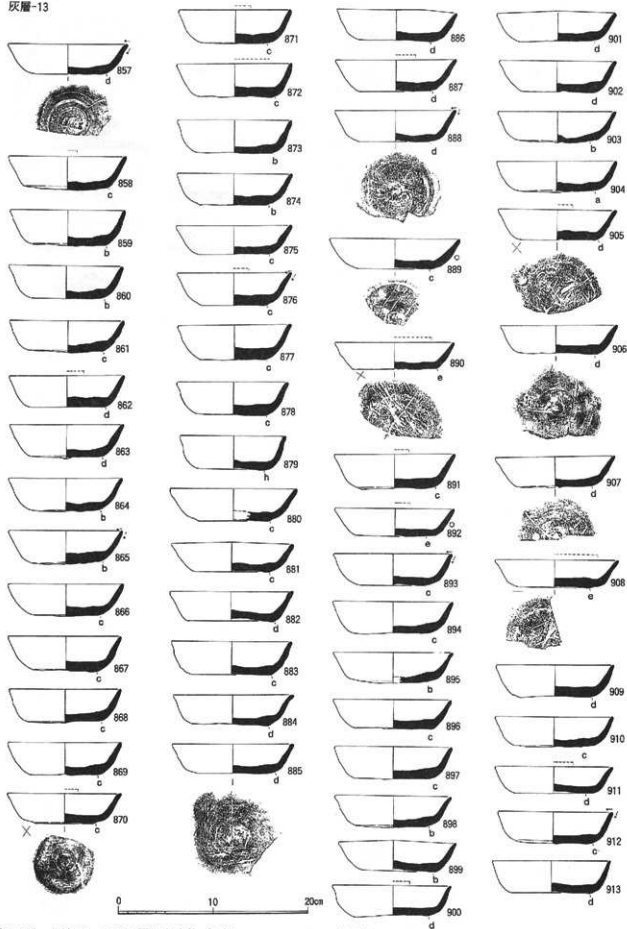 灰層-13
857
d
858
c
859
b
860
b
861
c
862
d
863
d
864
b
865
b
866
c
867
c
868
c
869
c
870
c
871
c
872
c
873
b
874
b
875
c
876
c
877
c
878
c
879
h
880
c
881
c
882
d
883
c
884
d
885
d
0 10 20cm
886
d
887
d
888
d
889
c
890
e
891
c
892
e
893
c
894
c
895
b
896
c
897
c
898
b
899
b
900
d
901
d
902
d
903
b
904
a
905
d
906
d
907
d
908
e
909
d
910
c
911
d
912
c
913
d